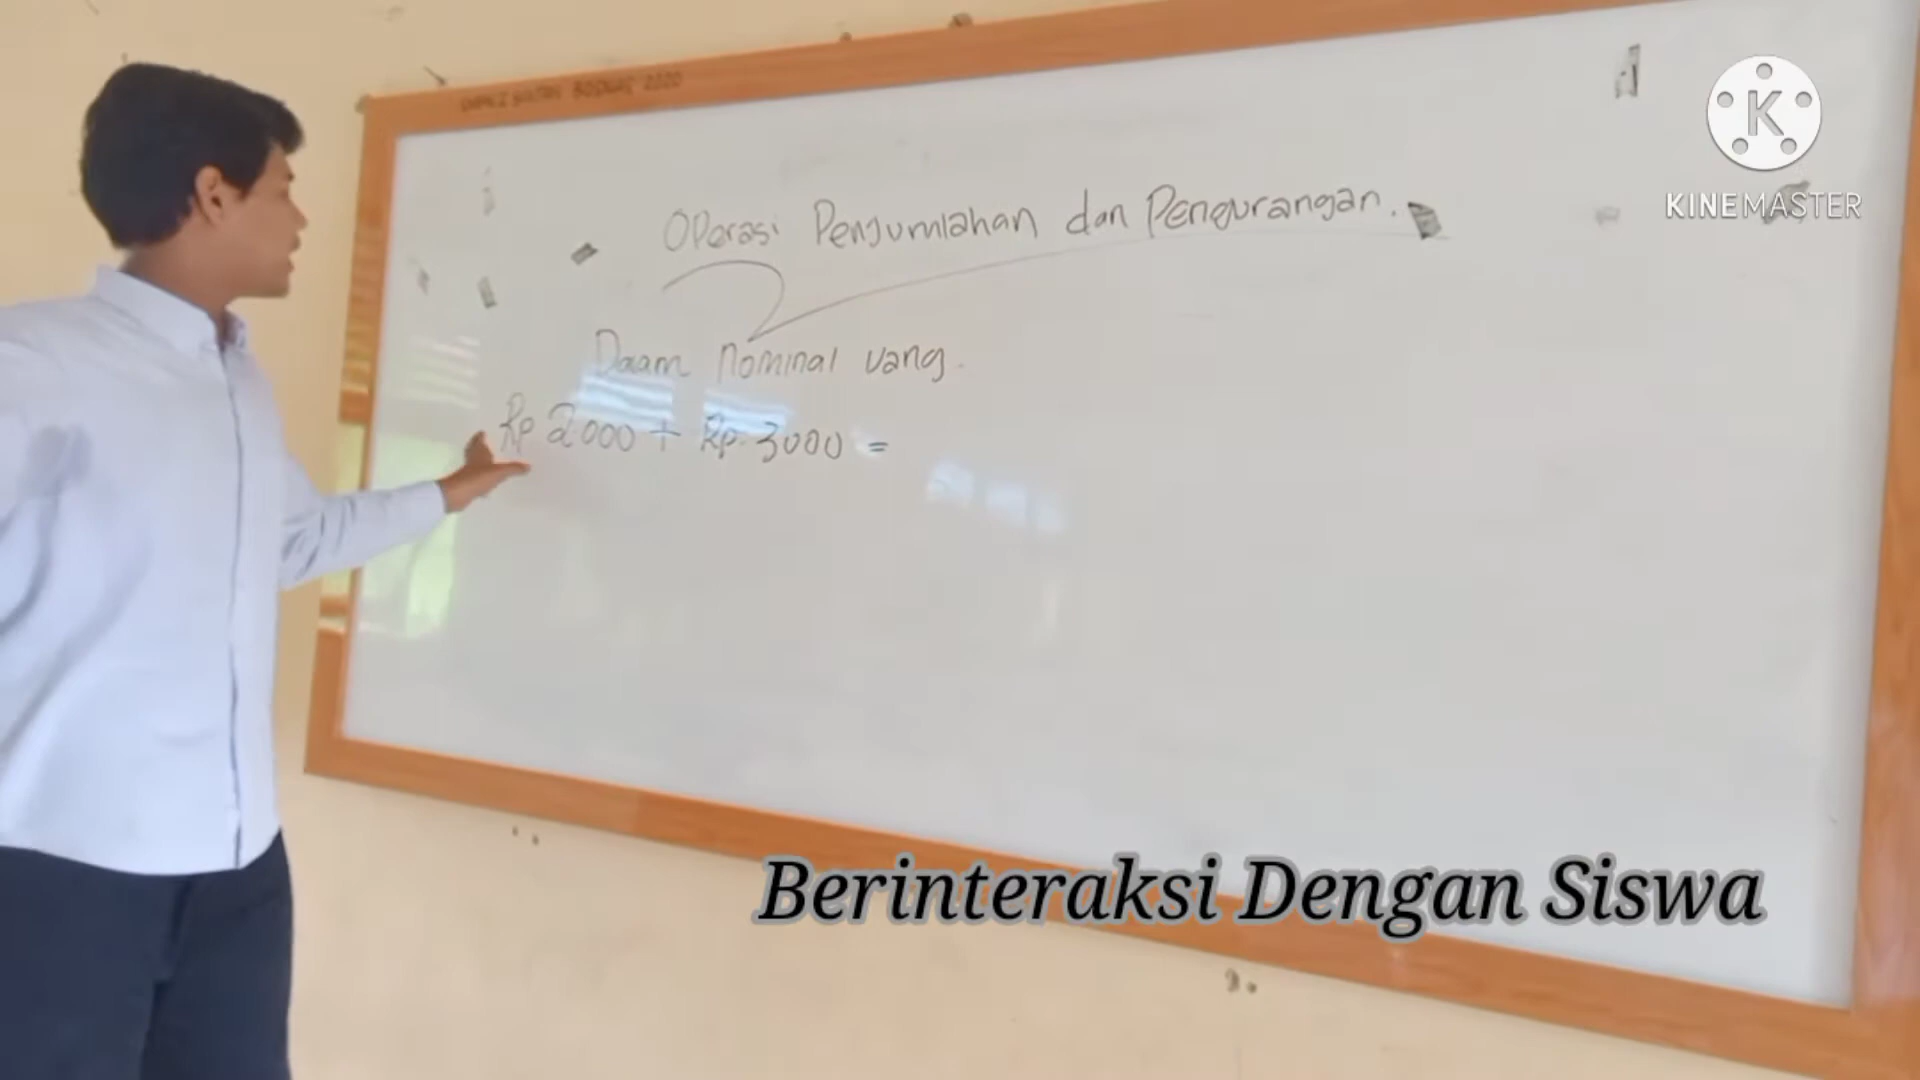 K
KINEMASTER
Operasi Penjumlahan dan Pengurangan.
Daam nominal uang.
Rp 2000 + Rp. 3000 =
Berinteraksi Dengan Siswa